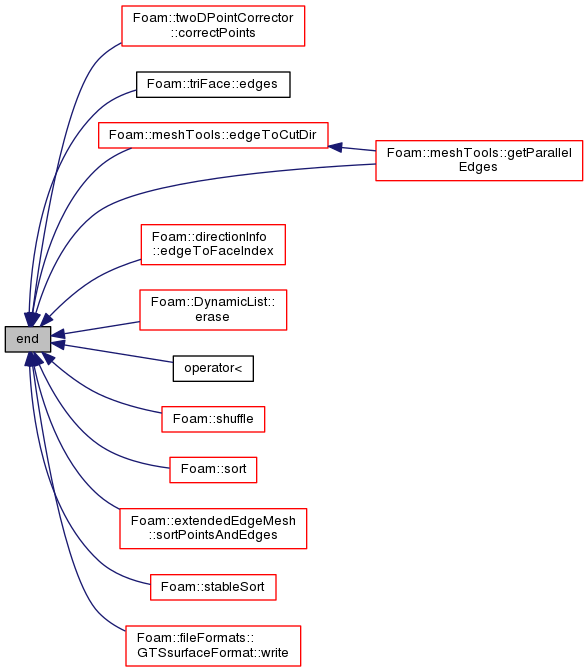 Foam::twoDPointCorrector
::correctPoints
Foam::triFace::edges
Foam::meshTools::edgeToCutDir
Foam::meshTools::getParallel
Edges
Foam::directionInfo
::edgeToFaceIndex
Foam::DynamicList::
erase
end
operator<
Foam::shuffle
Foam::sort
Foam::extendedEdgeMesh
::sortPointsAndEdges
Foam::stableSort
Foam::fileFormats::
GTSsurfaceFormat::write